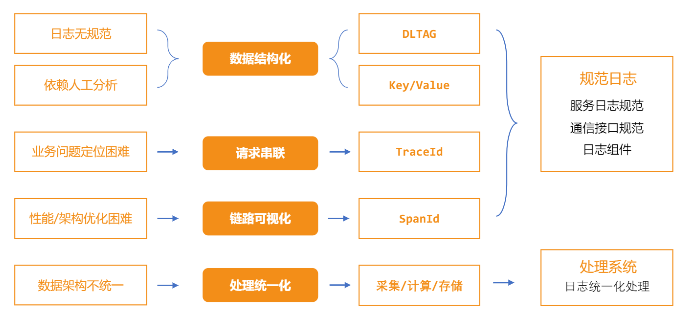 日志无规范
依赖人工分析
数据结构化
DLTAG
Key/Value
业务问题定位困难
请求串联
TraceId
性能/架构优化困难
链路可视化
SpanId
数据架构不统一
处理统一化
采集/计算/存储
规范日志
服务日志规范
通信接口规范
日志组件
处理系统
日志统一化处理